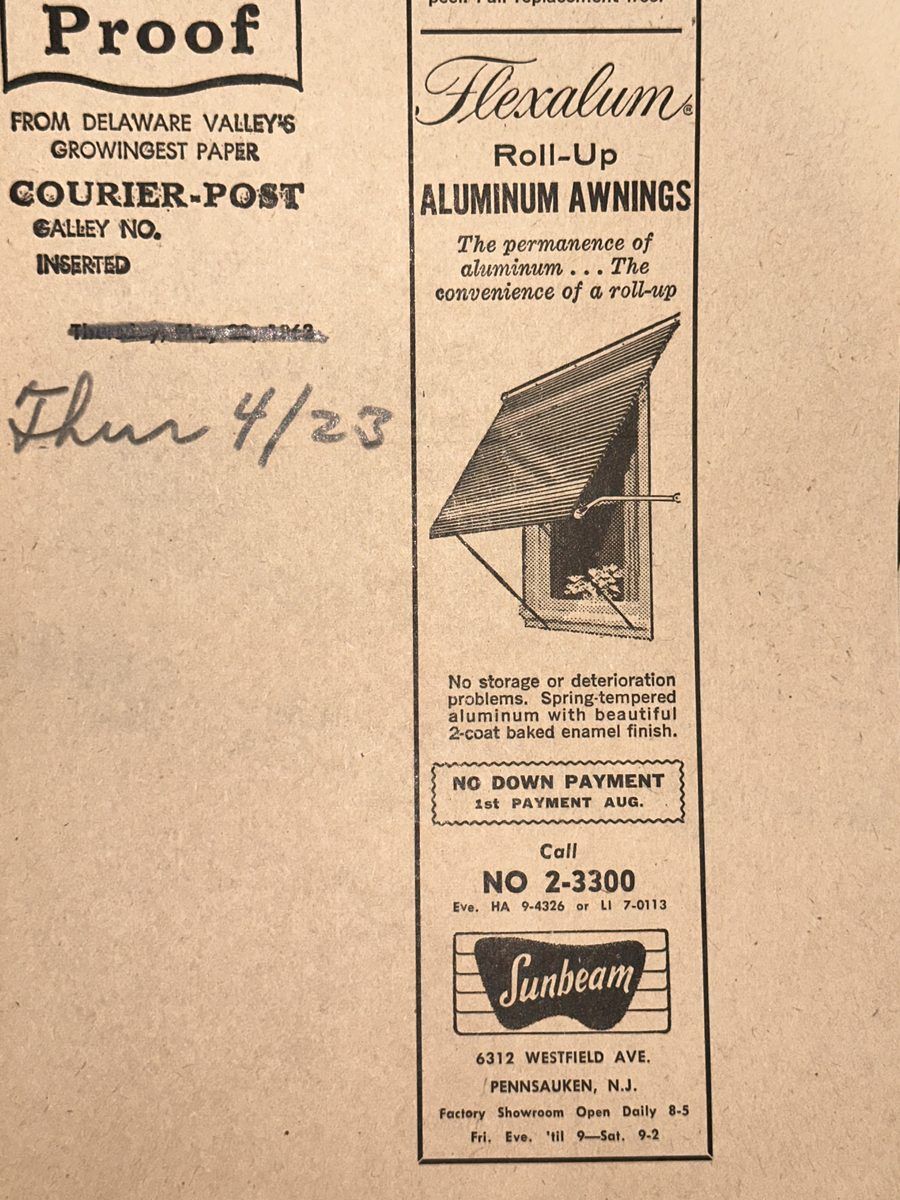 Proof
FROM DELAWARE VALLEY'S
GROWINGEST PAPER
COURIER-POST
GALLEY NO.
INSERTED
Thur 4/23
Flexalum®
Roll-Up
ALUMINUM AWNINGS
The permanence of
aluminum . . . The
convenience of a roll-up
No storage or deterioration
problems. Spring-tempered
aluminum with beautiful
2-coat baked enamel finish.
NO DOWN PAYMENT
1st PAYMENT AUG.
Call
NO 2-3300
Eve. HA 9-4326 or LI 7-0113
Sunbeam
6312 WESTFIELD AVE.
PENNSAUKEN, N.J.
Factory Showroom Open Daily 8-5
Fri. Eve. 'til 9—Sat. 9-2